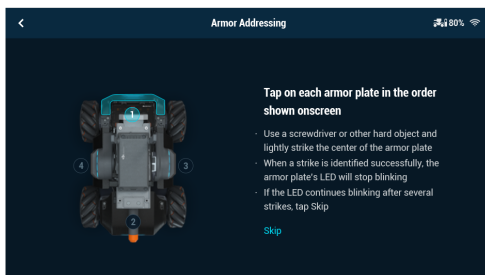 Armor Addressing
80%
Tap on each armor plate in the order
shown onscreen
· Use a screwdriver or other hard object and
lightly strike the center of the armor plate
· When a strike is identified successfully, the
armor plate's LED will stop blinking
· If the LED continues blinking after several
strikes, tap Skip
Skip
1
4
3
2